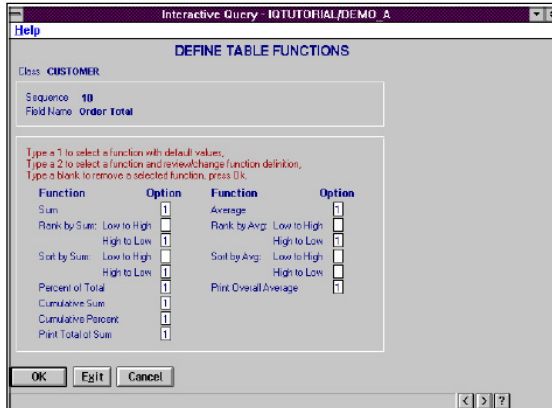 Interactive Query - IQTUTORIAL/DEMO_A
Help
DEFINE TABLE FUNCTIONS
Class CUSTOMER
Sequence 10
Field Name Order Total
Type a 1 to select a function with default values,
Type a 2 to select a function and review/change function definition,
Type a blank to remove a selected function, press Ok.
Function Option Function Option
Sum 1 Average 1
Rank by Sum: Low to High Rank by Avg: Low to High
High to Low 1 High to Low 1
Sort by Sum: Low to High Sort by Avg: Low to High
High to Low 1 High to Low
Percent of Total 1 Print Overall Average 1
Cumulative Sum 1
Cumulative Percent 1
Print Total of Sum 1
OK Exit Cancel
< > ?